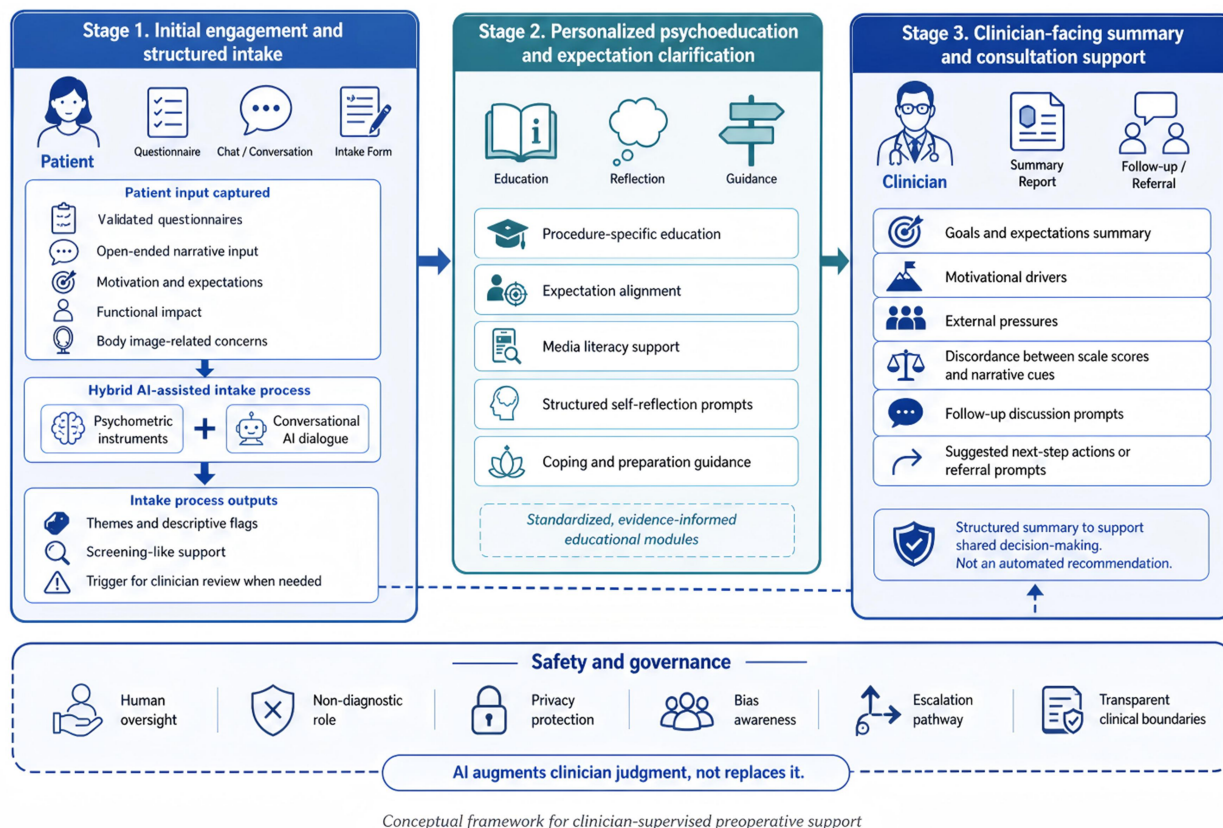 Stage 1. Initial engagement and
structured intake
Patient
Questionnaire
Chat / Conversation
Intake Form
Patient input captured
Validated questionnaires
Open-ended narrative input
Motivation and expectations
Functional impact
Body image-related concerns
Hybrid AI-assisted intake process
Psychometric
instruments
+
Conversational
AI dialogue
Intake process outputs
Themes and descriptive flags
Screening-like support
Trigger for clinician review when needed
Stage 2. Personalized psychoeducation
and expectation clarification
Education
Reflection
Guidance
Procedure-specific education
Expectation alignment
Media literacy support
Structured self-reflection prompts
Coping and preparation guidance
Standardized, evidence-informed
educational modules
Stage 3. Clinician-facing summary
and consultation support
Clinician
Summary
Report
Follow-up /
Referral
Goals and expectations summary
Motivational drivers
External pressures
Discordance between scale scores
and narrative cues
Follow-up discussion prompts
Suggested next-step actions or
referral prompts
Structured summary to support
shared decision-making.
Not an automated recommendation.
Safety and governance
Human
oversight
Non-diagnostic
role
Privacy
protection
Bias
awareness
Escalation
pathway
Transparent
clinical boundaries
AI augments clinician judgment, not replaces it.
Conceptual framework for clinician-supervised preoperative support